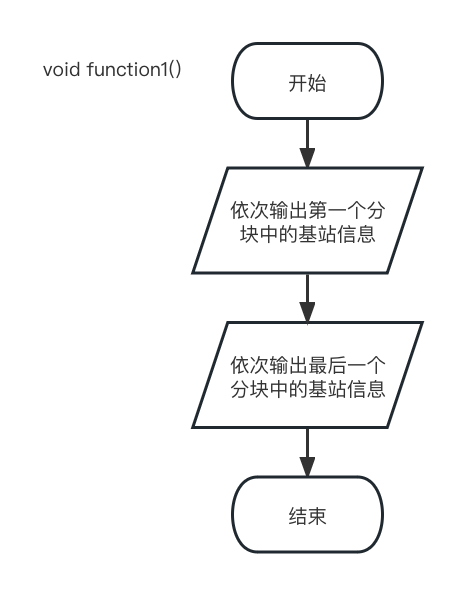 void function1()
开始
依次输出第一个分
块中的基站信息
依次输出最后一个
分块中的基站信息
结束